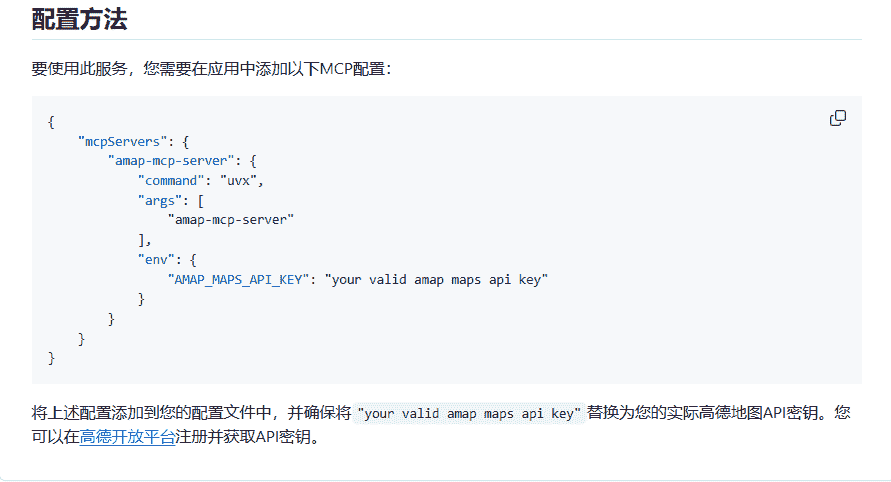 配置方法
要使用此服务，您需要在应用中添加以下MCP配置：
{
    "mcpServers": {
        "amap-mcp-server": {
            "command": "uvx",
            "args": [
                "amap-mcp-server"
            ],
            "env": {
                "AMAP_MAPS_API_KEY": "your valid amap maps api key"
            }
        }
    }
}
将上述配置添加到您的配置文件中，并确保将 "your valid amap maps api key" 替换为您的实际高德地图API密钥。您
可以在高德开放平台注册并获取API密钥。